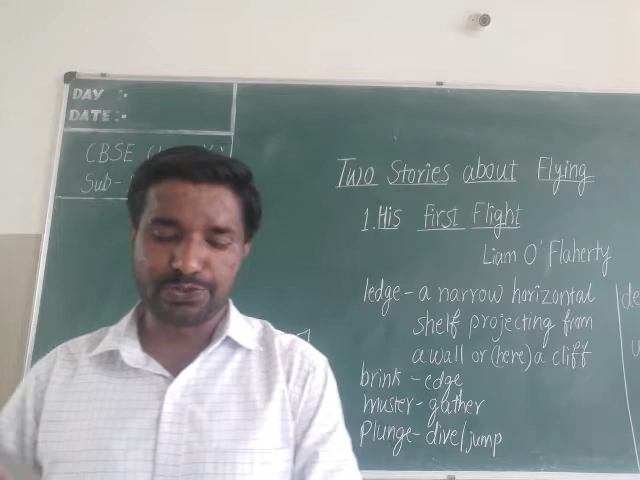 DAY :-
DATE :-
CBSE
Sub-
Two Stories about Flying
1. His First Flight
Liam O'Flaherty
ledge - a narrow horizontal
shelf projecting from
a wall or (here) a cliff
brink - edge
muster - gather
Plunge - dive/jump